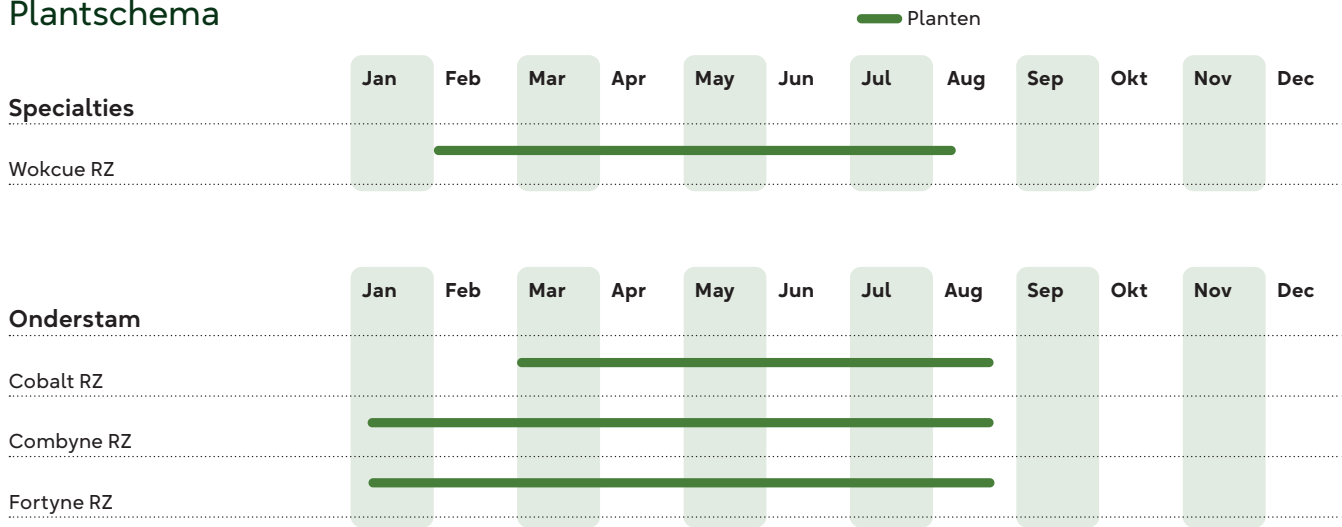 Plantschema
Planten
Jan Feb Mar Apr May Jun Jul Aug Sep Okt Nov Dec
Specialties
Wokcue RZ
Jan Feb Mar Apr May Jun Jul Aug Sep Okt Nov Dec
Onderstam
Cobalt RZ
Combyne RZ
Fortyne RZ